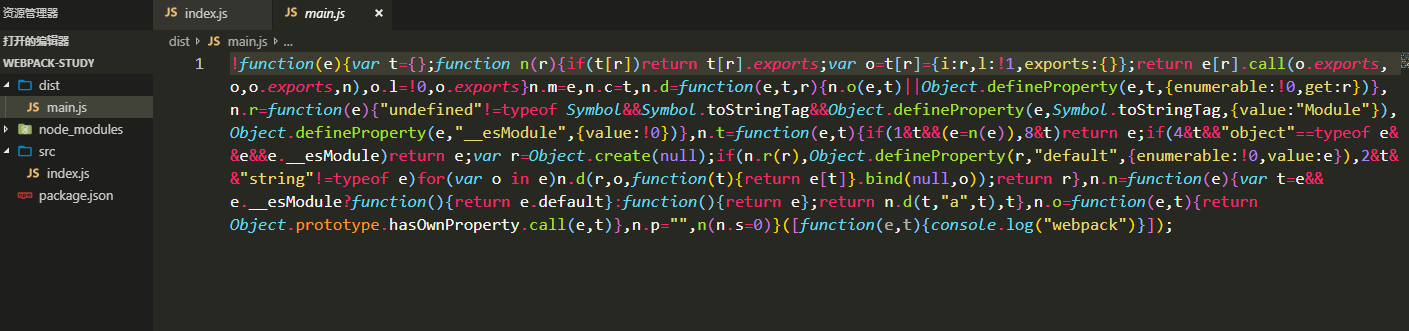 资源管理器
JS index.js
JS main.js ×
打开的编辑器
WEBPACK-STUDY
dist
JS main.js
node_modules
src
JS index.js
package.json
dist › JS main.js › ...
1 !function(e){var t={};function n(r){if(t[r])return t[r].exports;var o=t[r]={i:r,l:!1,exports:{}};return e[r].call(o.exports,
o,o.exports,n),o.l=!0,o.exports}n.m=e,n.c=t,n.d=function(e,t,r){n.o(e,t)||Object.defineProperty(e,t,{enumerable:!0,get:r})},
n.r=function(e){"undefined"!=typeof Symbol&&Symbol.toStringTag&&Object.defineProperty(e,Symbol.toStringTag,{value:"Module"}),
Object.defineProperty(e,"__esModule",{value:!0})},n.t=function(e,t){if(1&t&&(e=n(e)),8&t)return e;if(4&t&&"object"==typeof e&
&e&&e.__esModule)return e;var r=Object.create(null);if(n.r(r),Object.defineProperty(r,"default",{enumerable:!0,value:e}),2&t&
&"string"!=typeof e)for(var o in e)n.d(r,o,function(t){return e[t]}.bind(null,o));return r},n.n=function(e){var t=e&&
e.__esModule?function(){return e.default}:function(){return e};return n.d(t,"a",t),t},n.o=function(e,t){return
Object.prototype.hasOwnProperty.call(e,t)},n.p="",n(n.s=0)}([function(e,t){console.log("webpack")}]);